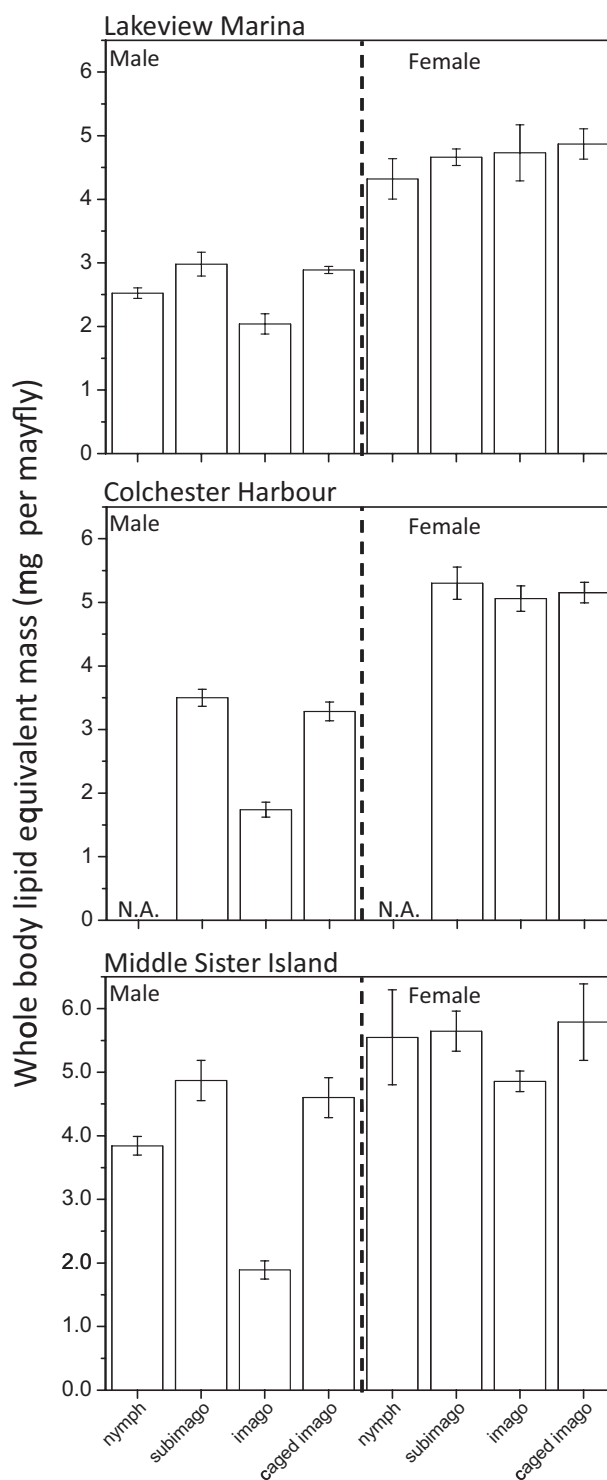 Lakeview Marina
Male
Female
6
5
4
3
2
1
0
Colchester Harbour
Male
Female
6
5
4
3
2
1
0
N.A.
N.A.
Middle Sister Island
Male
Female
6.0
5.0
4.0
3.0
2.0
1.0
0.0
nymph
subimago
imago
caged imago
nymph
subimago
imago
caged imago
Whole body lipid equivalent mass (mg per mayfly)